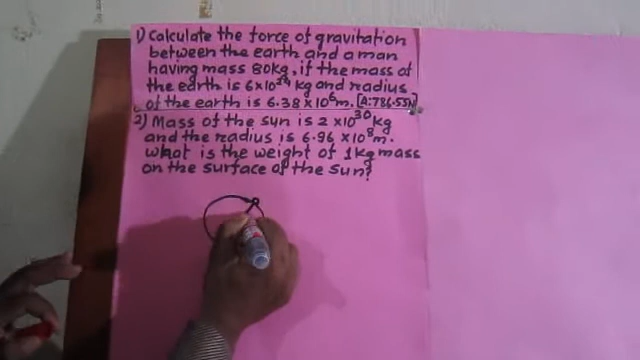 1) Calculate the force of gravitation
between the earth and a man
having mass 80kg, if the mass of
the earth is 6×10²⁴ kg and radius
of the earth is 6.38×10⁶m. [A: 786.55N]
2) Mass of the sun is 2×10³⁰ kg
and the radius is 6.96×10⁸m.
What is the weight of 1kg mass
on the surface of the sun?